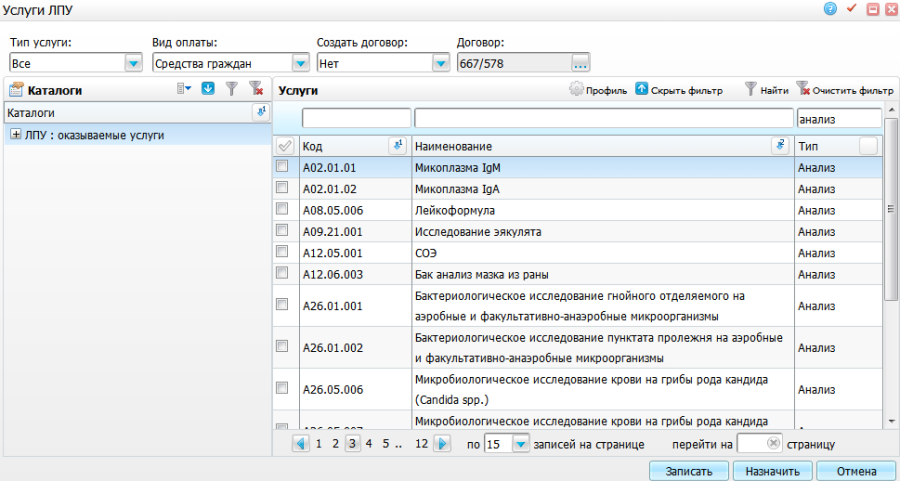 Услуги ЛПУ
Тип услуги: Вид оплаты: Создать договор: Договор:
Все Средства граждан Нет 667/578 ...
Каталоги
Услуги Профиль Скрыть фильтр Найти Очистить фильтр
Каталоги
ЛПУ : оказываемые услуги
анализ
Код Наименование Тип
A02.01.01 Микоплазма IgM Анализ
A02.01.02 Микоплазма IgA Анализ
A08.05.006 Лейкоформула Анализ
A09.21.001 Исследование эякулята Анализ
A12.05.001 СОЭ Анализ
A12.06.003 Бак анализ мазка из раны Анализ
A26.01.001 Бактериологическое исследование гнойного отделяемого на
аэробные и факультативно-анаэробные микроорганизмы Анализ
A26.01.002 Бактериологическое исследование пунктата пролежня на аэробные
и факультативно-анаэробные микроорганизмы Анализ
A26.05.006 Микробиологическое исследование крови на грибы рода кандида
(Candida spp.) Анализ
Микробиологическое исследование крови на грибы рода кандида
1 2 3 4 5 .. 12 по 15 записей на странице перейти на страницу
Записать Назначить Отмена